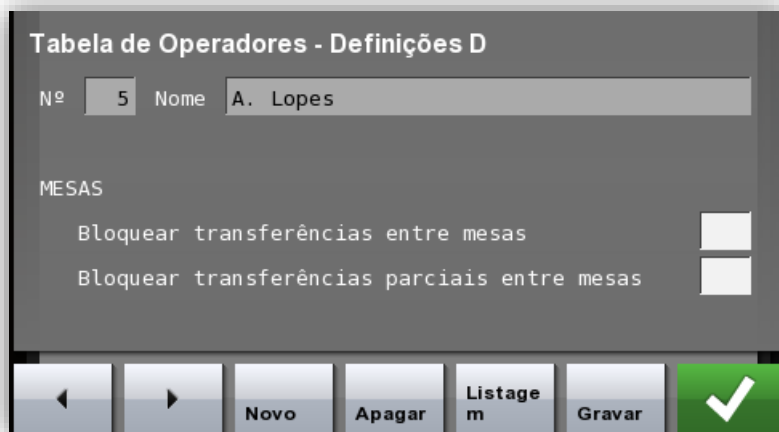 Tabela de Operadores - Definições D
Nº 5 Nome A. Lopes
MESAS
Bloquear transferências entre mesas
Bloquear transferências parciais entre mesas
Novo Apagar Listage
m Gravar